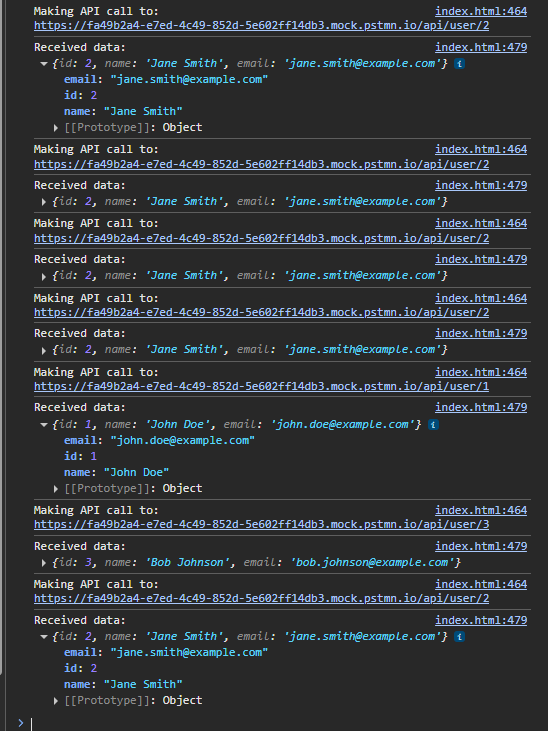 Making API call to: index.html:464
https://fa49b2a4-e7ed-4c49-852d-5e602ff14db3.mock.pstmn.io/api/user/2
Received data: index.html:479
{id: 2, name: 'Jane Smith', email: 'jane.smith@example.com'} i
email: "jane.smith@example.com"
id: 2
name: "Jane Smith"
[[Prototype]]: Object
Making API call to: index.html:464
https://fa49b2a4-e7ed-4c49-852d-5e602ff14db3.mock.pstmn.io/api/user/2
Received data: index.html:479
{id: 2, name: 'Jane Smith', email: 'jane.smith@example.com'}
Making API call to: index.html:464
https://fa49b2a4-e7ed-4c49-852d-5e602ff14db3.mock.pstmn.io/api/user/2
Received data: index.html:479
{id: 2, name: 'Jane Smith', email: 'jane.smith@example.com'}
Making API call to: index.html:464
https://fa49b2a4-e7ed-4c49-852d-5e602ff14db3.mock.pstmn.io/api/user/2
Received data: index.html:479
{id: 2, name: 'Jane Smith', email: 'jane.smith@example.com'}
Making API call to: index.html:464
https://fa49b2a4-e7ed-4c49-852d-5e602ff14db3.mock.pstmn.io/api/user/1
Received data: index.html:479
{id: 1, name: 'John Doe', email: 'john.doe@example.com'} i
email: "john.doe@example.com"
id: 1
name: "John Doe"
[[Prototype]]: Object
Making API call to: index.html:464
https://fa49b2a4-e7ed-4c49-852d-5e602ff14db3.mock.pstmn.io/api/user/3
Received data: index.html:479
{id: 3, name: 'Bob Johnson', email: 'bob.johnson@example.com'}
Making API call to: index.html:464
https://fa49b2a4-e7ed-4c49-852d-5e602ff14db3.mock.pstmn.io/api/user/2
Received data: index.html:479
{id: 2, name: 'Jane Smith', email: 'jane.smith@example.com'} i
email: "jane.smith@example.com"
id: 2
name: "Jane Smith"
[[Prototype]]: Object